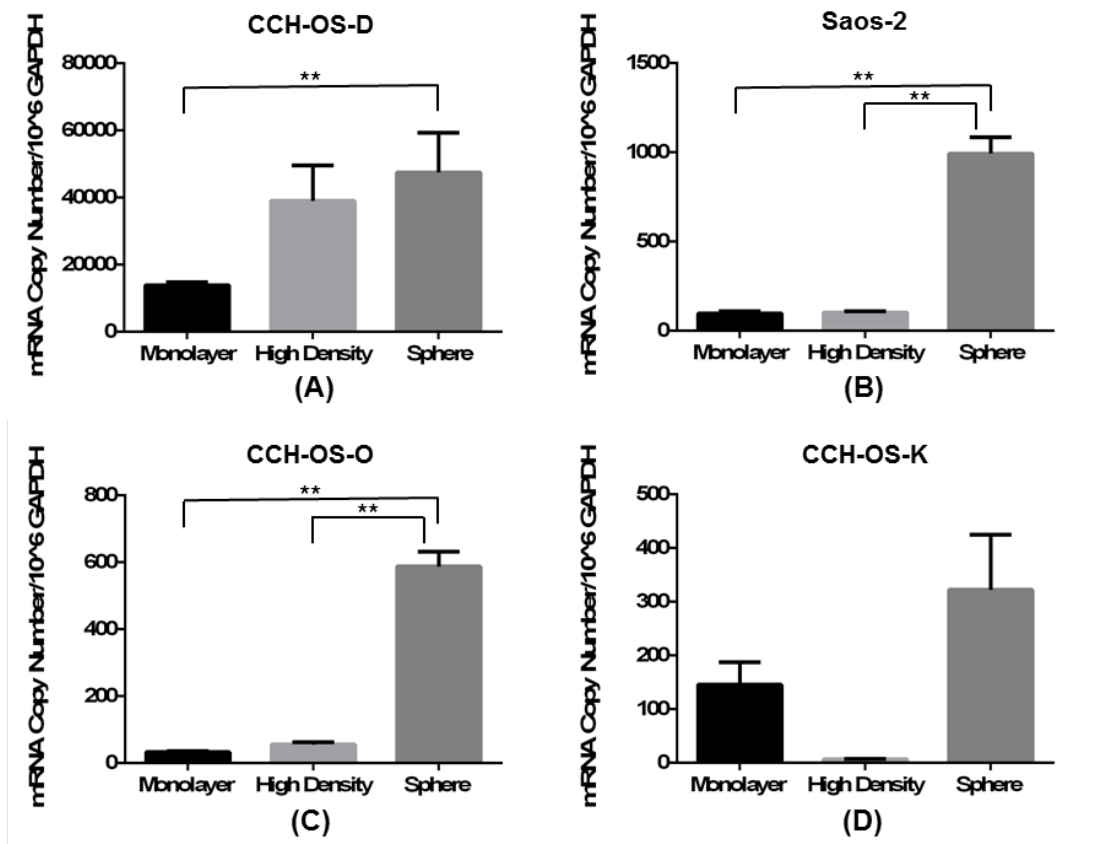 CCH-OS-D
mRNA Copy Number/10^6 GAPDH
80000
60000
40000
20000
0
**
Monolayer High Density Sphere
(A)
Saos-2
mRNA Copy Number/10^6 GAPDH
1500
1000
500
0
**
**
Monolayer High Density Sphere
(B)
CCH-OS-O
mRNA Copy Number/10^6 GAPDH
800
600
400
200
0
**
**
Monolayer High Density Sphere
(C)
CCH-OS-K
mRNA Copy Number/10^6 GAPDH
500
400
300
200
100
0
Monolayer High Density Sphere
(D)